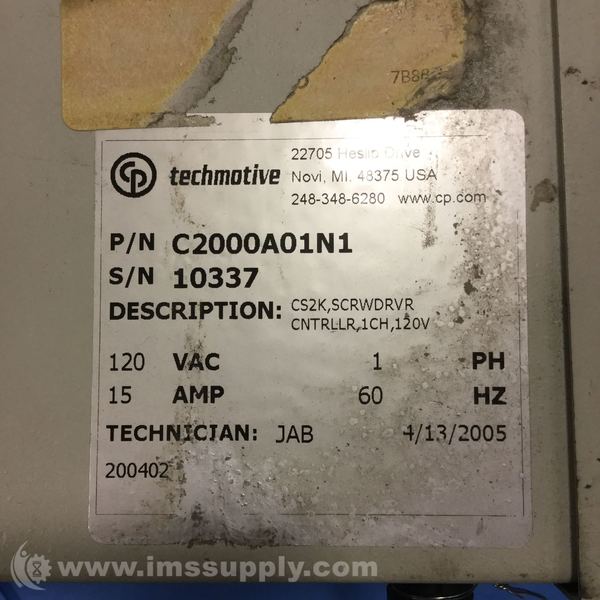 7B8
CP techmotive
22705 Heslip Drive
Novi, MI. 48375 USA
248-348-6280 www.cp.com
P/N C2000A01N1
S/N 10337
DESCRIPTION: CS2K,SCRWDRVR
CNTRLLR,1CH,120V
120 VAC 1 PH
15 AMP 60 HZ
TECHNICIAN: JAB 4/13/2005
200402
www.imssupply.com